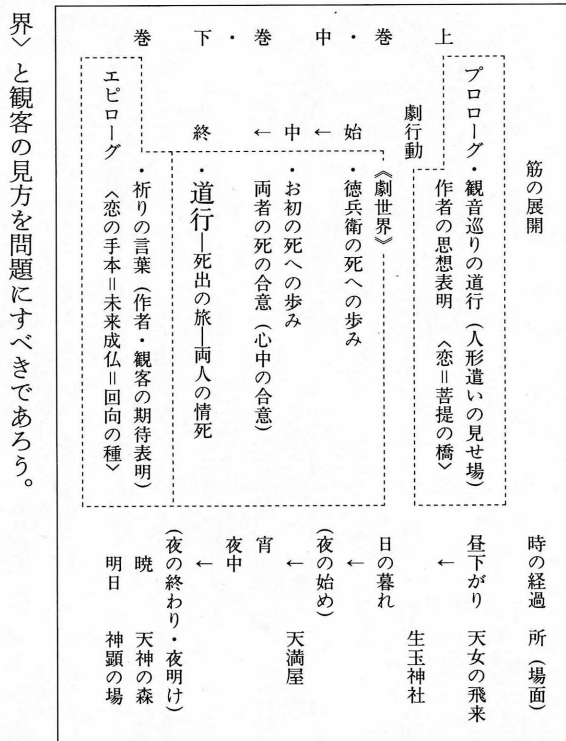 筋の展開　時の経過　所（場面）
プロローグ・観音巡りの道行（人形遣いの見せ場）　昼下がり　天女の飛来
作者の思想表明　〈恋＝菩提の橋〉　←
上　劇行動　生玉神社
巻・中　《劇世界》　日の暮れ
始　・徳兵衛の死への歩み　←
←　（夜の始め）
中　・お初の死への歩み　←　天満屋
←　両者の死の合意（心中の合意）　宵
夜中
終　・道行―死出の旅―両人の情死　←
（夜の終わり・夜明け）
巻・下　・祈りの言葉（作者・観客の期待表明）　暁　天神の森
巻　エピローグ　〈恋の手本＝未来成仏＝回向の種〉　明日　神顕の場
界〉と観客の見方を問題にすべきであろう。